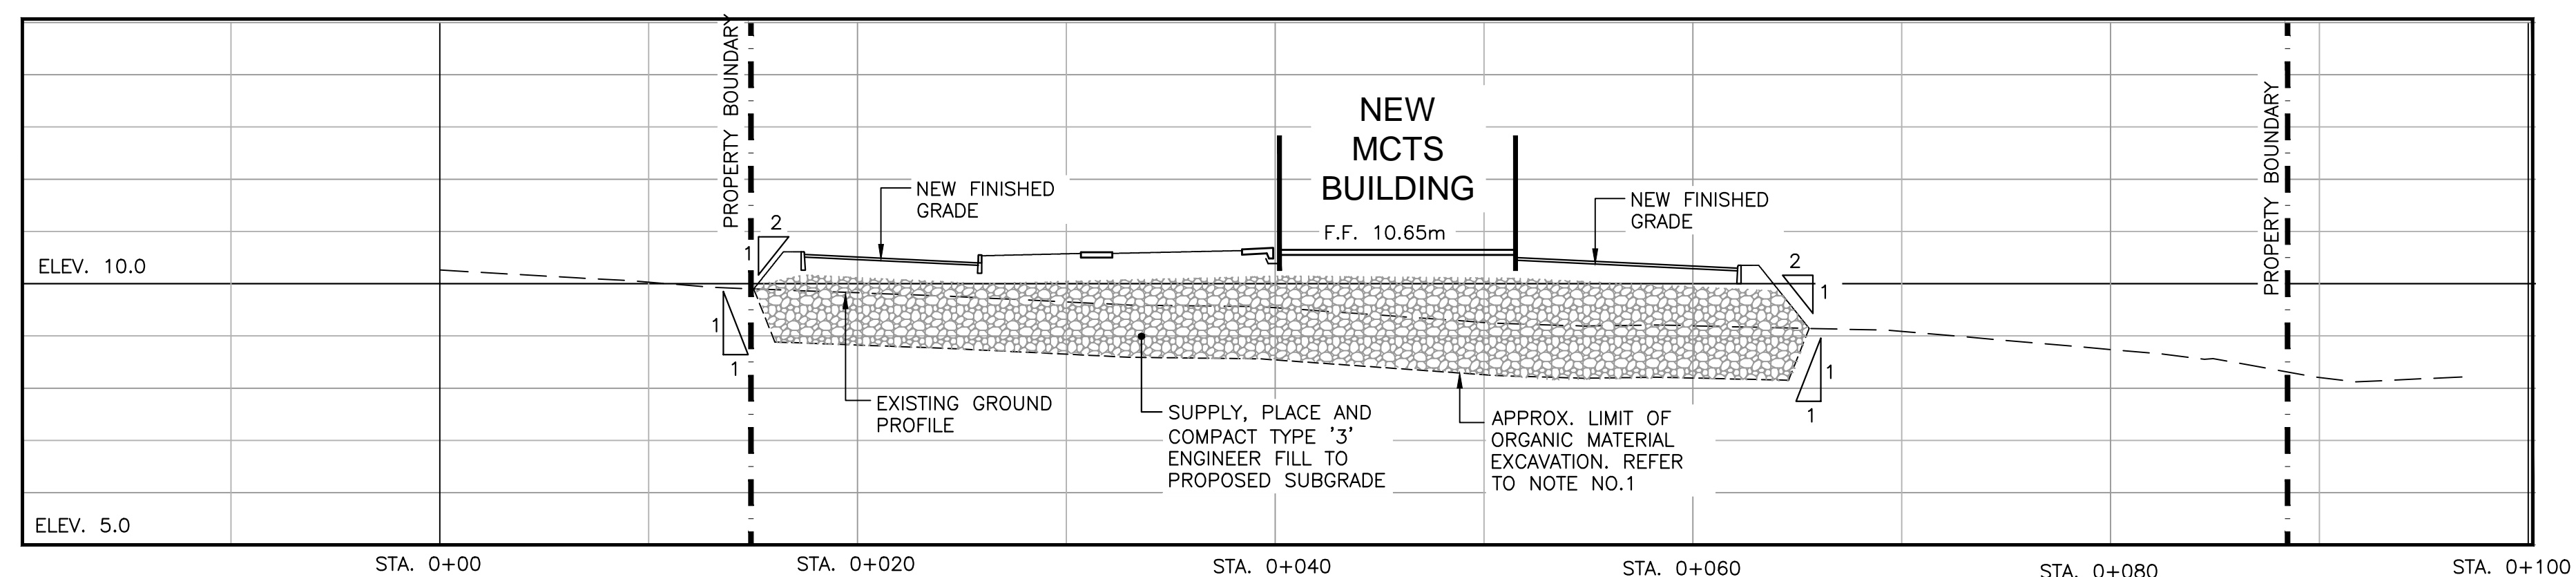 PROPERTY BOUNDARY
NEW
MCTS
BUILDING
F.F. 10.65m
NEW FINISHED
GRADE
NEW FINISHED
GRADE
PROPERTY BOUNDARY
2
1
ELEV. 10.0
2
1
1
1
1
1
EXISTING GROUND
PROFILE
SUPPLY, PLACE AND
COMPACT TYPE '3'
ENGINEER FILL TO
PROPOSED SUBGRADE
APPROX. LIMIT OF
ORGANIC MATERIAL
EXCAVATION. REFER
TO NOTE NO.1
ELEV. 5.0
STA. 0+00
STA. 0+020
STA. 0+040
STA. 0+060
STA. 0+080
STA. 0+100